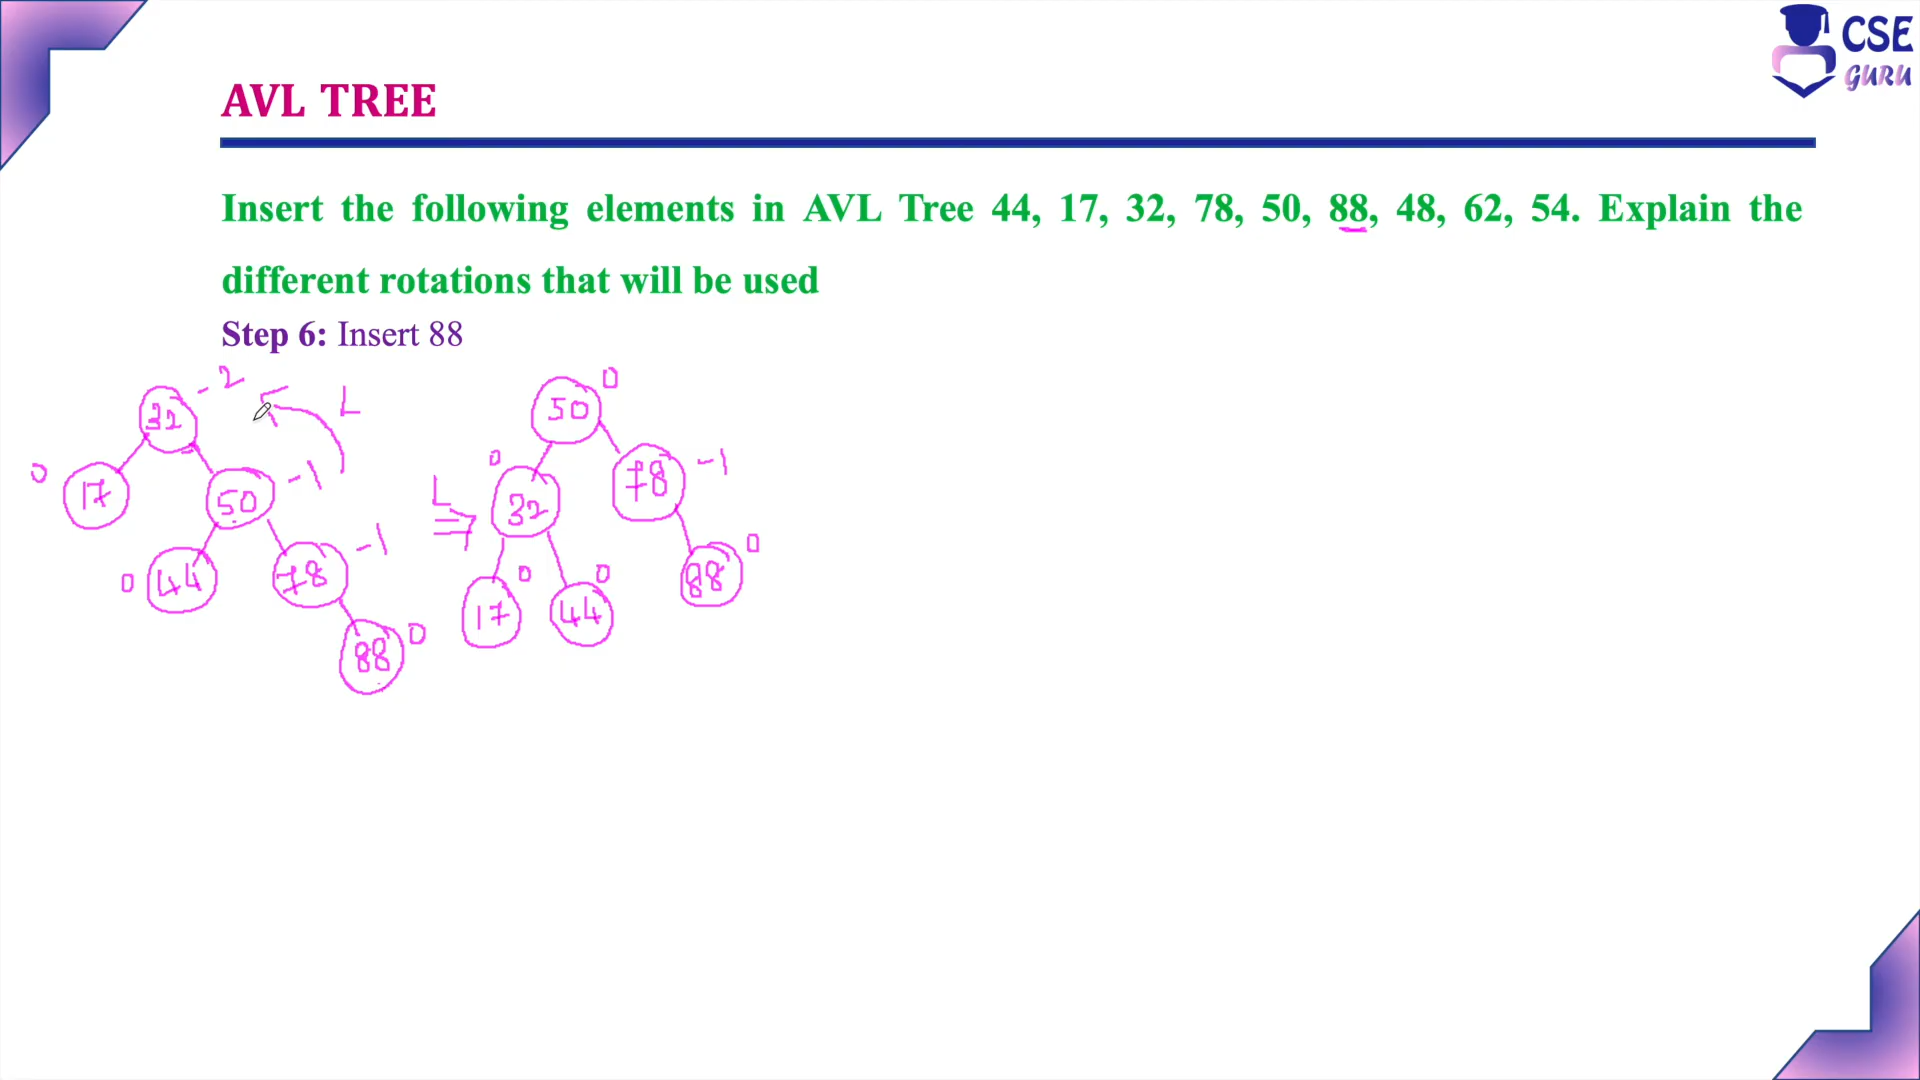 CSE
GURU
AVL TREE
Insert the following elements in AVL Tree 44, 17, 32, 78, 50, 88, 48, 62, 54. Explain the
different rotations that will be used
Step 6: Insert 88
32 -2 L
0 17 50 -1
0 44 78 -1
88 0
L
50 0
0 32 78 -1
17 0 44 0 88 0